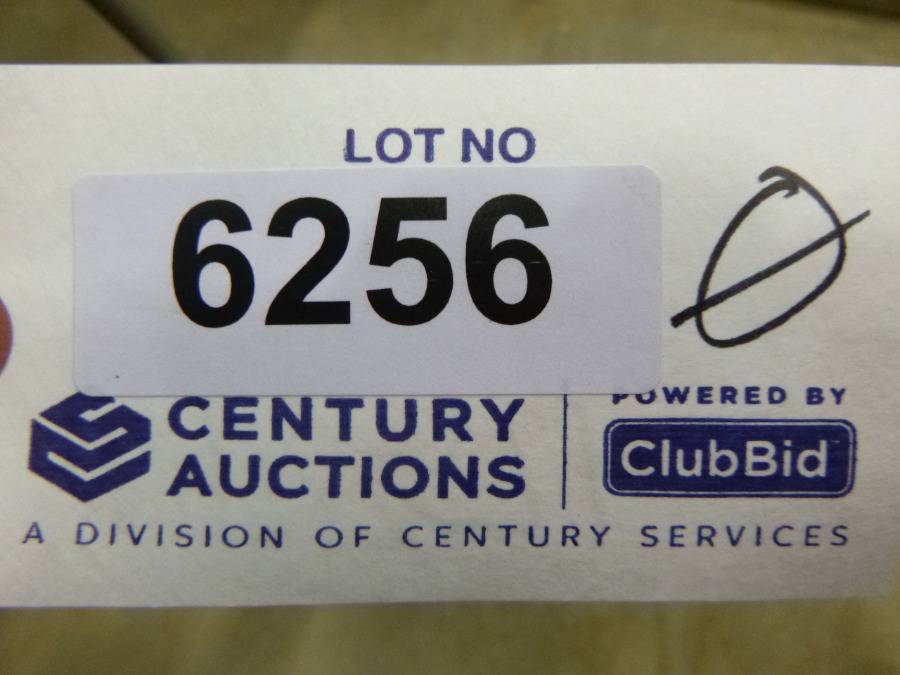 LOT NO
6256
Ø
CENTURY
AUCTIONS
POWERED BY
ClubBid
A DIVISION OF CENTURY SERVICES